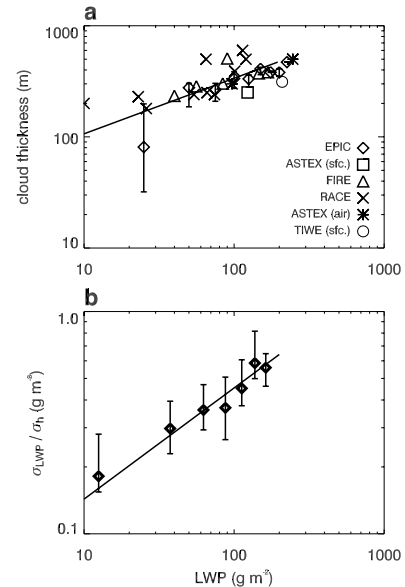 a
1000
100
10
cloud thickness (m)
EPIC
ASTEX (sfc.)
FIRE
RACE
ASTEX (air)
TIWE (sfc.)
10 100 1000
b
1.0
0.1
σLWP / σh (g m⁻³)
10 100 1000
LWP (g m⁻²)